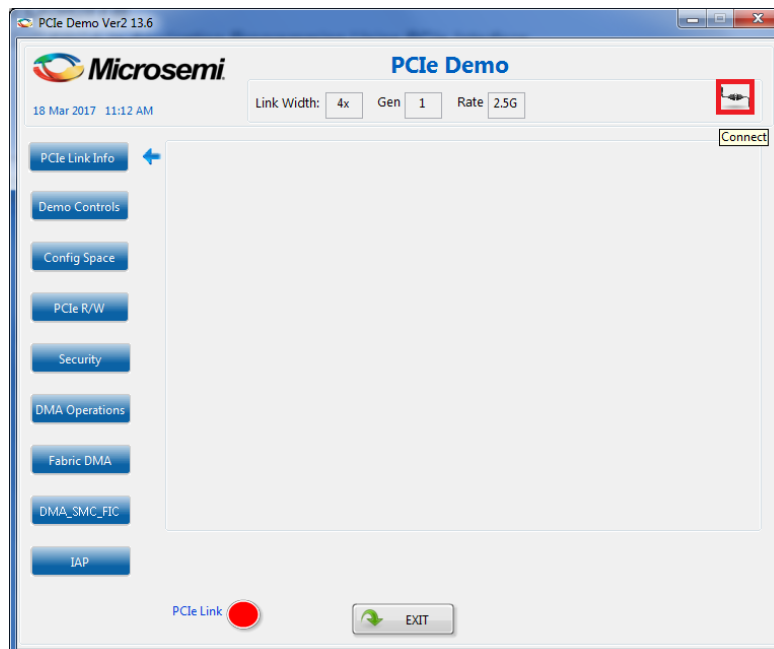 PCIe Demo Ver2 13.6
Microsemi.
PCIe Demo
18 Mar 2017 11:12 AM
Link Width: 4x Gen 1 Rate 2.5G
Connect
PCIe Link Info
Demo Controls
Config Space
PCIe R/W
Security
DMA Operations
Fabric DMA
DMA_SMC_FIC
IAP
PCIe Link
EXIT